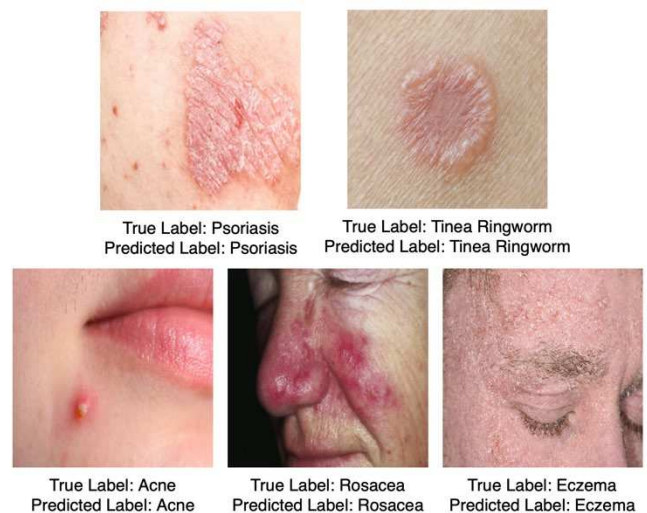 True Label: Psoriasis
Predicted Label: Psoriasis
True Label: Tinea Ringworm
Predicted Label: Tinea Ringworm
True Label: Acne
Predicted Label: Acne
True Label: Rosacea
Predicted Label: Rosacea
True Label: Eczema
Predicted Label: Eczema